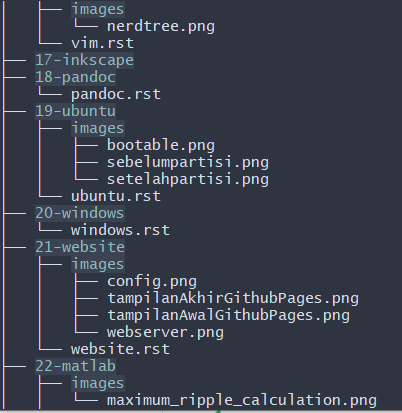 images
nerdtree.png
vim.rst
17-inkscape
18-pandoc
pandoc.rst
19-ubuntu
images
bootable.png
sebelumpartisi.png
setelahpartisi.png
ubuntu.rst
20-windows
windows.rst
21-website
images
config.png
tampilanAkhirGithubPages.png
tampilanAwalGithubPages.png
webserver.png
website.rst
22-matlab
images
maximum_ripple_calculation.png